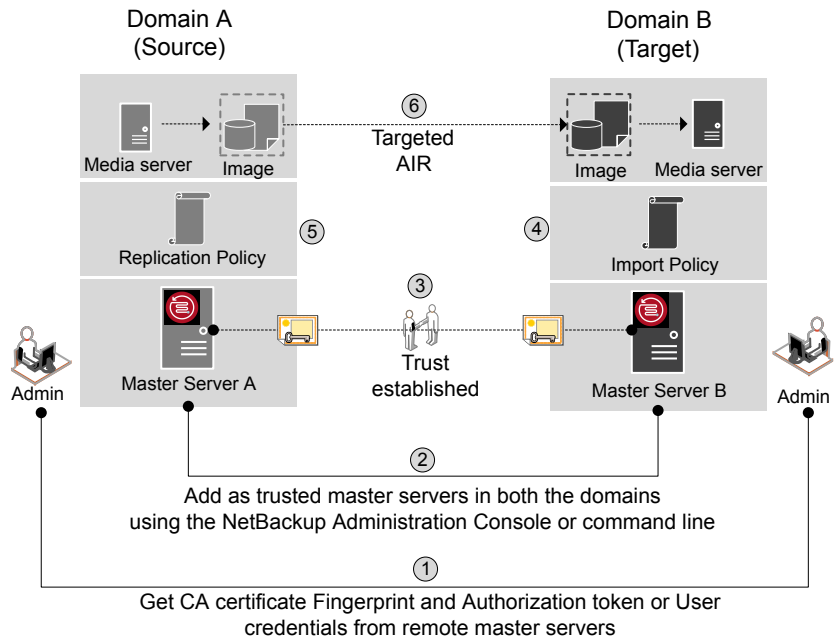 Domain A
(Source)
Domain B
(Target)
6
Targeted
AIR
Media server
Image
Image
Media server
5
4
Replication Policy
Import Policy
3
Trust
established
Master Server A
Master Server B
Admin
Admin
2
Add as trusted master servers in both the domains
using the NetBackup Administration Console or command line
1
Get CA certificate Fingerprint and Authorization token or User
credentials from remote master servers